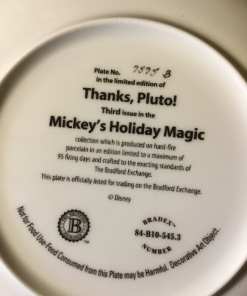 Plate No. 7575 B
in the limited edition of
Thanks, Pluto!
Third issue in the
Mickey's Holiday Magic
collection which is produced on hard-fire
porcelain in an edition limited to a maximum of
95 firing days and crafted to the exacting standards of
The Bradford Exchange.
This plate is officially listed for trading on the Bradford Exchange.
© Disney
B
BRADEX™
84-B10-545.3
NUMBER
Not for Food Use-Food Consumed from this Plate may be Harmful. Decorative Art Object.